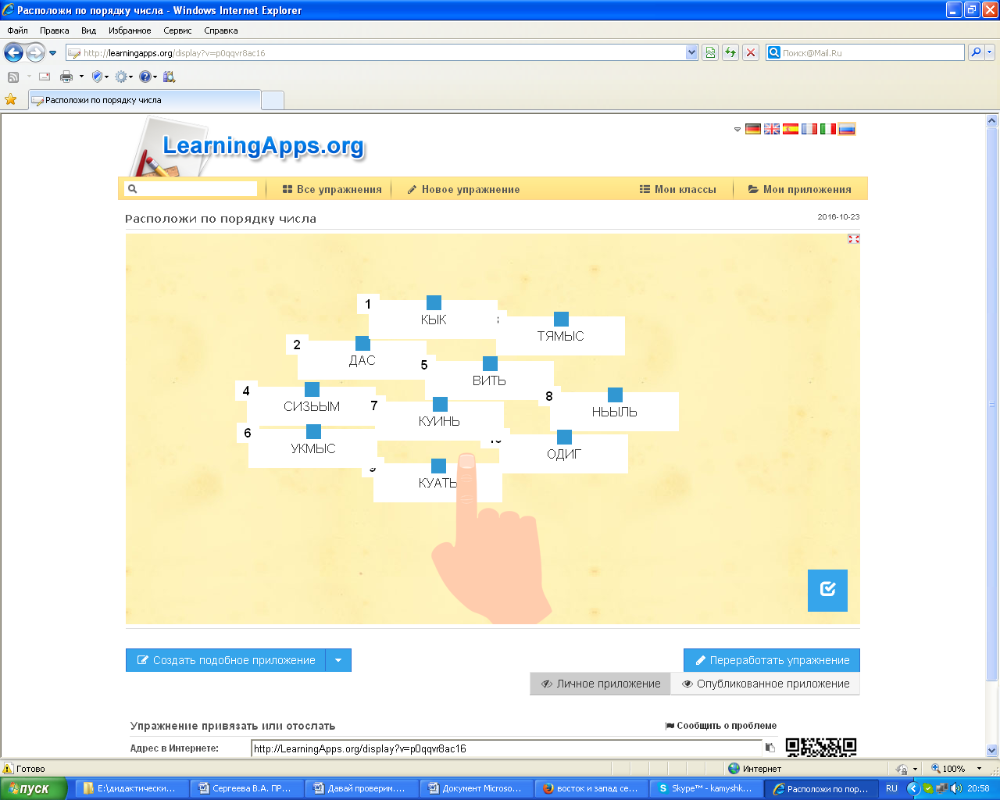 Расположи по порядку числа - Windows Internet Explorer
Файл Правка Вид Избранное Сервис Справка
http://learningapps.org/display?v=p0qqvr8ac16
Поиск@Mail.Ru
Расположи по порядку числа
LearningApps.org
Все упражнения Новое упражнение Мои классы Мои приложения
Расположи по порядку числа 2016-10-23
1 КЫК
ТЯМЫС
2 ДАС
5 ВИТЬ
4 СИЗЬЫМ
8 НЬЫЛЬ
7 КУИНЬ
6 УКМЫС
10 ОДИГ
9 КУАТЬ
Создать подобное приложение Переработать упражнение
Личное приложение Опубликованное приложение
Упражнение привязать или отослать Сообщить о проблеме
Адрес в Интернете: http://LearningApps.org/display?v=p0qqvr8ac16
Готово Интернет 100%
пуск E:\дидактически... Сергеева В.А. ПР... Давай проверим.... Документ Microso... восток и запад се... Skype™ - kamyshk... Расположи по пор... RU 20:58